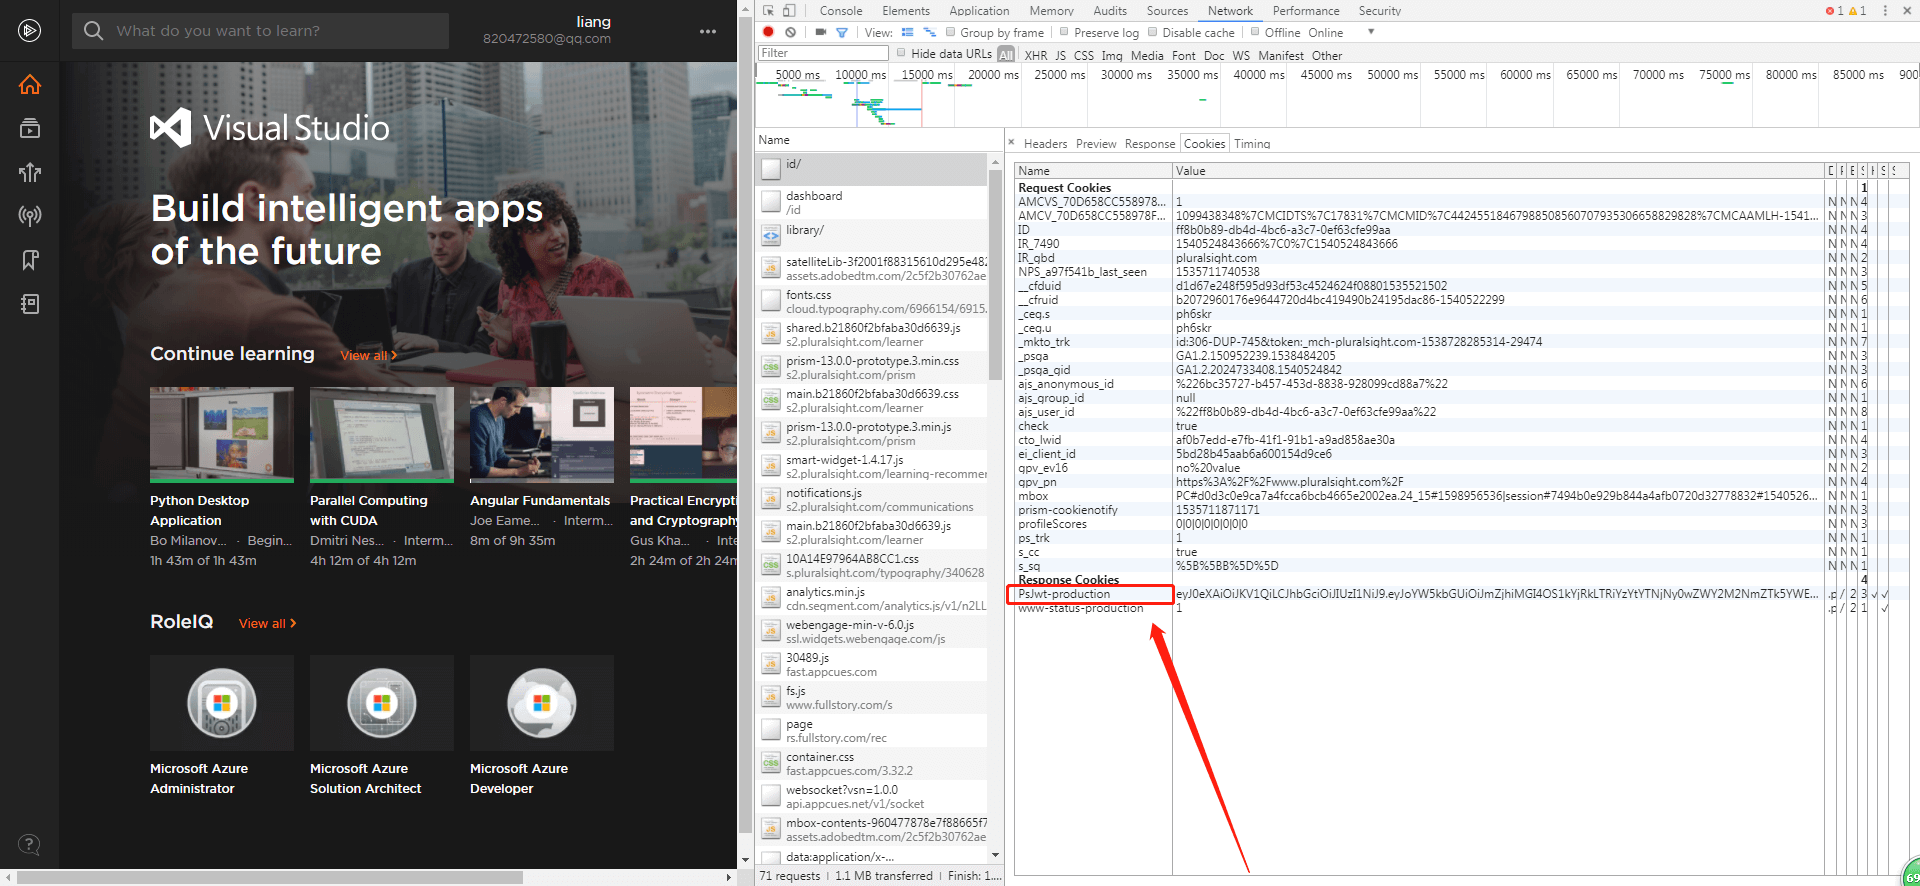 What do you want to learn?
liang
820472580@qq.com
Visual Studio
Build intelligent apps
of the future
Continue learning
View all >
Python Desktop
Application
Bo Milanov... · Begin...
1h 43m of 1h 43m
Parallel Computing
with CUDA
Dmitri Nes... · Interm...
4h 12m of 4h 12m
Angular Fundamentals
Joe Eame... · Interm...
8m of 9h 35m
Practical Encrypti
and Cryptography
Gus Kha... · Inte
2h 24m of 2h 24m
RoleIQ
View all >
Microsoft Azure
Administrator
Microsoft Azure
Solution Architect
Microsoft Azure
Developer
Console Elements Application Memory Audits Sources Network Performance Security
1 1
View: Group by frame Preserve log Disable cache Offline Online
Filter Hide data URLs All XHR JS CSS Img Media Font Doc WS Manifest Other
5000 ms 10000 ms 15000 ms 20000 ms 25000 ms 30000 ms 35000 ms 40000 ms 45000 ms 50000 ms 55000 ms 60000 ms 65000 ms 70000 ms 75000 ms 80000 ms 85000 ms 900
Name
id/
dashboard
/id
library/
satelliteLib-3f2001f88315610d295e482
assets.adobedtm.com/2c5f2b30762ae
fonts.css
cloud.typography.com/6966154/6915.
shared.b21860f2bfaba30d6639.js
s2.pluralsight.com/learner
prism-13.0.0-prototype.3.min.css
s2.pluralsight.com/prism
main.b21860f2bfaba30d6639.css
s2.pluralsight.com/learner
prism-13.0.0-prototype.3.min.js
s2.pluralsight.com/prism
smart-widget-1.4.17.js
s2.pluralsight.com/learning-recommer
notifications.js
s2.pluralsight.com/communications
main.b21860f2bfaba30d6639.js
s2.pluralsight.com/learner
10A14E97964AB8CC1.css
s.pluralsight.com/typography/340628
analytics.min.js
cdn.segment.com/analytics.js/v1/n2LL
webengage-min-v-6.0.js
ssl.widgets.webengage.com/js
30489.js
fast.appcues.com
fs.js
www.fullstory.com/s
page
rs.fullstory.com/rec
container.css
fast.appcues.com/3.32.2
websocket?vsn=1.0.0
api.appcues.net/v1/socket
mbox-contents-960477878e7f88665f7
assets.adobedtm.com/2c5f2b30762ae
data:application/x-...
71 requests | 1.1 MB transferred | Finish: 1....
× Headers Preview Response Cookies Timing
Name Value
Request Cookies 1
AMCVS_70D658CC558978... 1
AMCV_70D658CC558978F... 1099438348%7CMCIDTS%7C17831%7CMCMID%7C44245518467988508560707935306658829828%7CMCAAMLH-1541...
ID ff8b0b89-db4d-4bc6-a3c7-0ef63cfe99aa
IR_7490 1540524843666%7C0%7C1540524843666
IR_gbd pluralsight.com
NPS_a97f541b_last_seen 1535711740538
__cfduid d1d67e248f595d93df53c4524624f08801535521502
__cfruid b2072960176e9644720d4bc419490b24195dac86-1540522299
_ceg.s ph6skr
_ceg.u ph6skr
_mkto_trk id:306-DUP-745&token:_mch-pluralsight.com-1538728285314-29474
_psga GA1.2.150952239.1538484205
_psga_gid GA1.2.2024733408.1540524842
ajs_anonymous_id %226bc35727-b457-453d-8838-928099cd88a7%22
ajs_group_id null
ajs_user_id %22ff8b0b89-db4d-4bc6-a3c7-0ef63cfe99aa%22
check true
cto_lwid af0b7edd-e7fb-41f1-91b1-a9ad858ae30a
ei_client_id 5bd28b45aab6a600154d9ce6
gpv_ev16 no%20value
gpv_pn https%3A%2F%2Fwww.pluralsight.com%2F
mbox PC#d0d3c0e9ca7a4fcca6bcb4665e2002ea.24_15#1598956536|session#7494b0e929b844a4afb0720d32778832#1540526...
prism-cookienotify 1535711871171
profileScores 0|0|0|0|0|0|0
ps_trk 1
s_cc true
s_sq %5B%5BB%5D%5D
Response Cookies 4
PsJwt-production eyJ0eXAiOiJKV1QiLCJhbGciOiJIUzI1NiJ9.eyJoYW5kbGUiOiJmZjhiMGI4OS1kYjRkLTRiYzYtYTNjNy0wZWY2M2NmZTk5YWE...
www-status-production 1
69